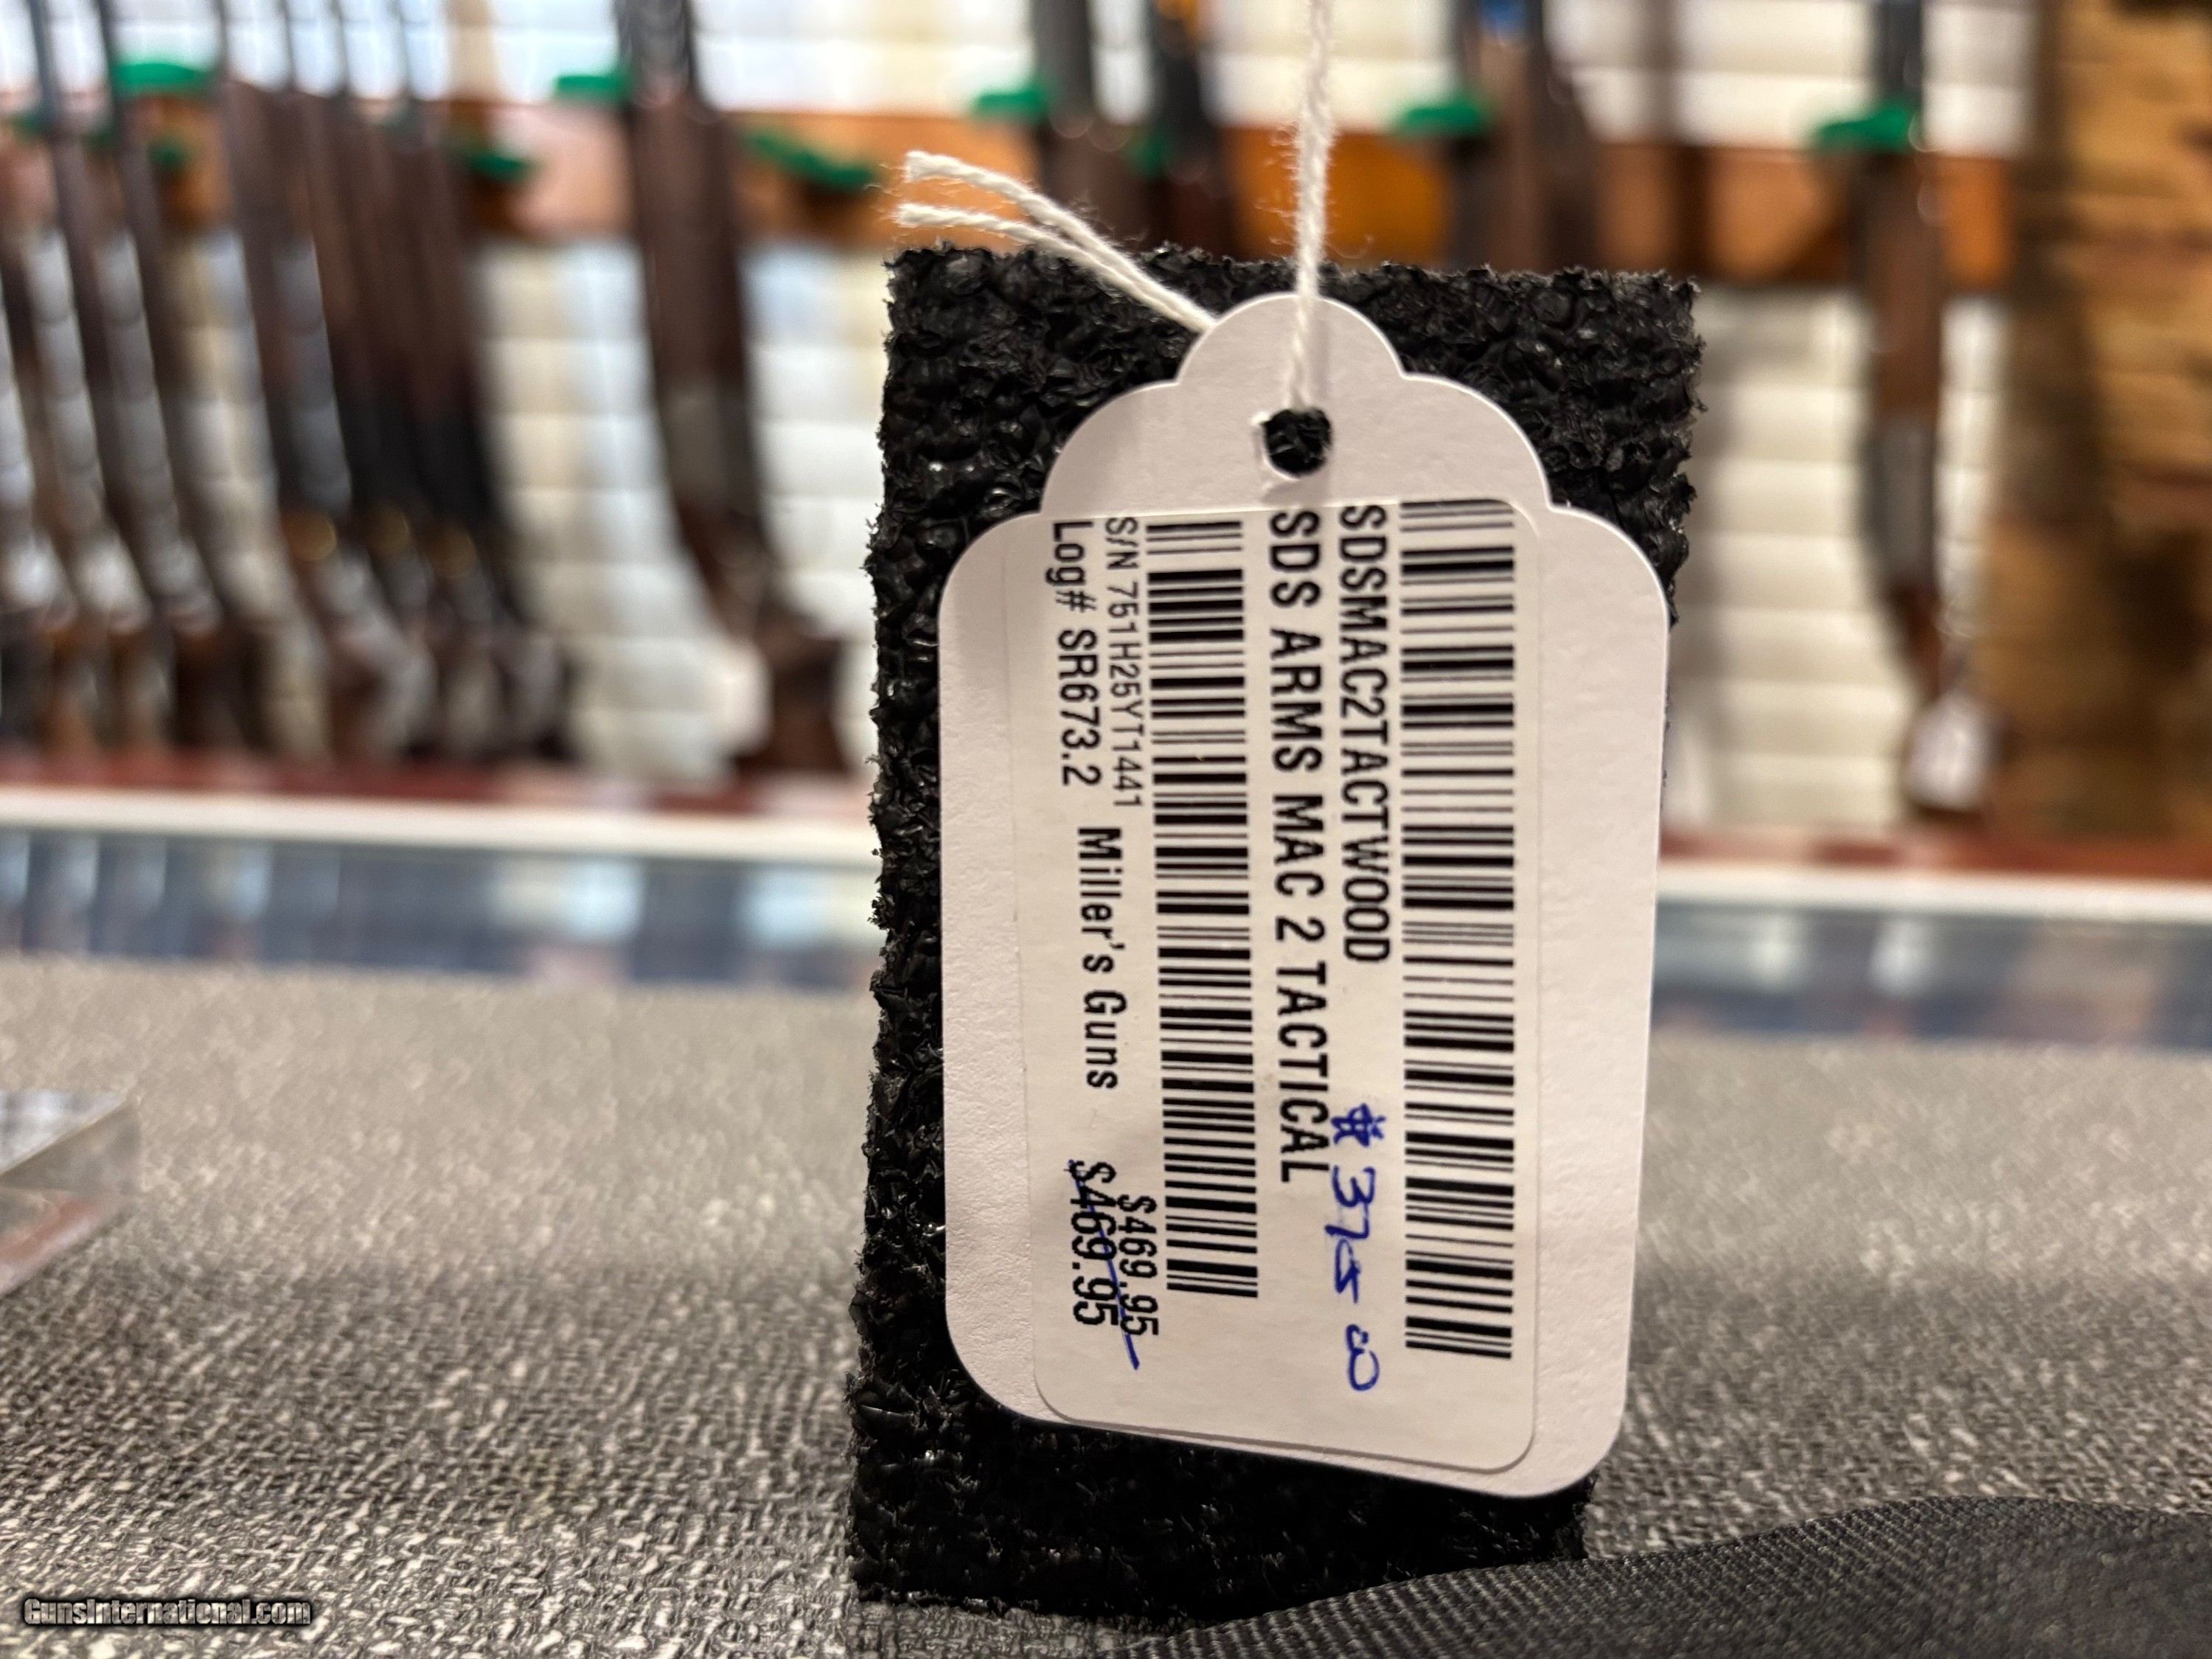 SDSMAC2TACTWOOD
$375 00
SDS ARMS MAC 2 TACTICAL
S/N 751H25YT1441
$469.95
Log# SR673.2 Miller's Guns $469.95
GunsInternational.com